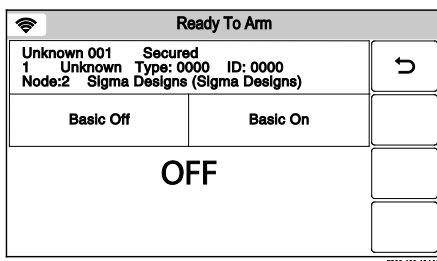 Ready To Arm
Unknown 001 Secured
1 Unknown Type: 0000 ID: 0000
Node:2 Sigma Designs (Sigma Designs)
Basic Off Basic On
OFF